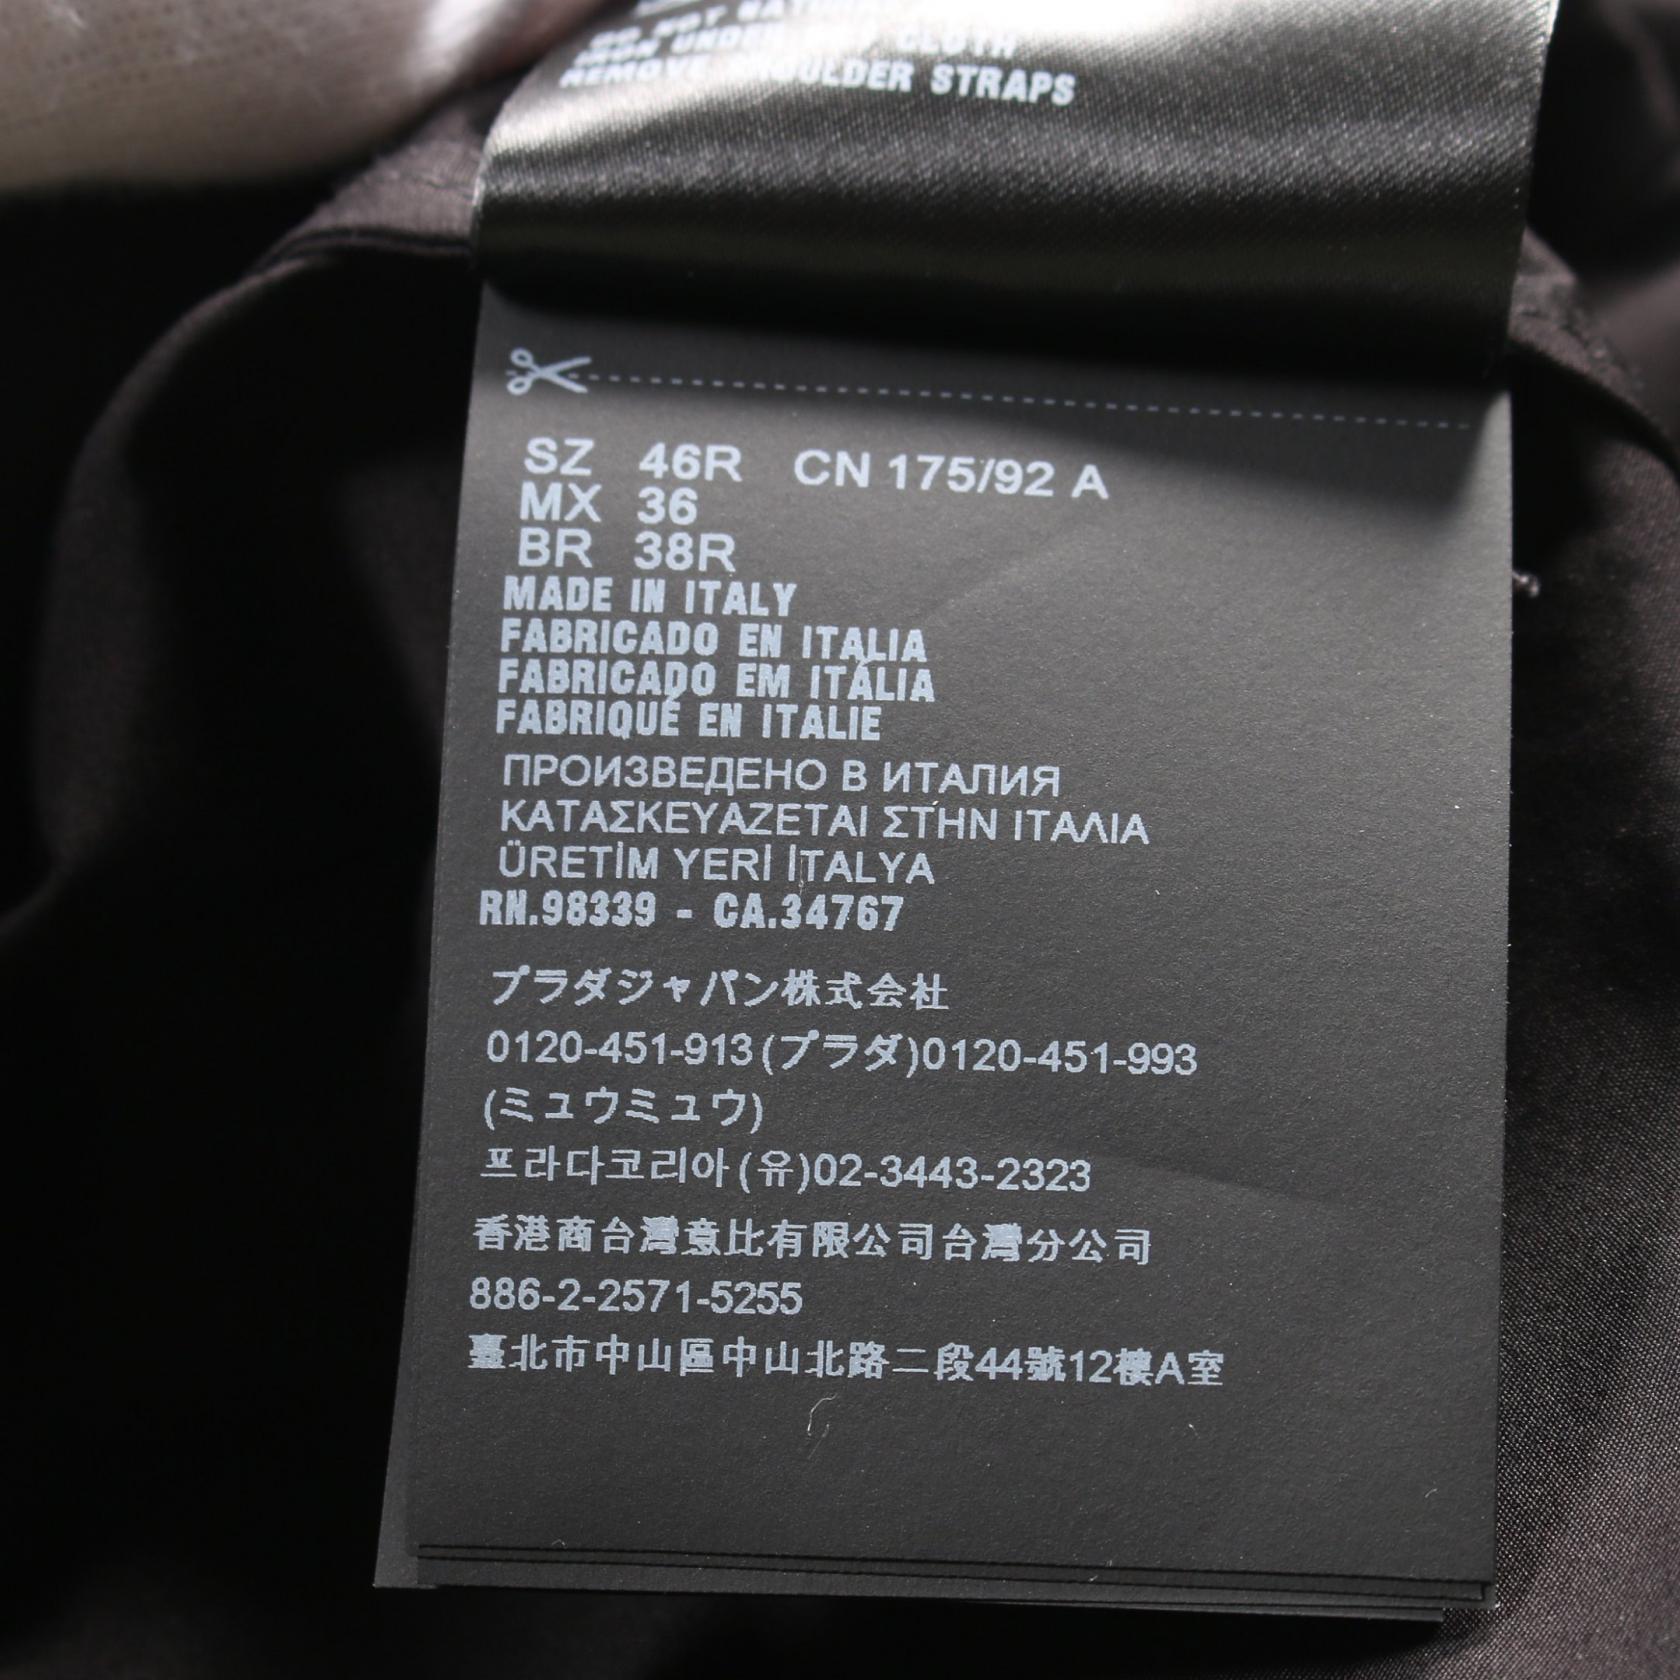 IRON UNDER CLOTH
REMOVE SHOULDER STRAPS
SZ 46R CN 175/92 A
MX 36
BR 38R
MADE IN ITALY
FABRICADO EN ITALIA
FABRICADO EM ITÁLIA
FABRIQUÉ EN ITALIE
ПРОИЗВЕДЕНО В ИТАЛИЯ
ΚΑΤΑΣΚΕΥΑΖΕΤΑΙ ΣΤΗΝ ΙΤΑΛΙΑ
ÜRETİM YERİ İTALYA
RN.98339 - CA.34767
プラダジャパン株式会社
0120-451-913(プラダ)0120-451-993
(ミュウミュウ)
프라다코리아(유)02-3443-2323
香港商台灣意比有限公司台灣分公司
886-2-2571-5255
臺北市中山區中山北路二段44號12樓A室